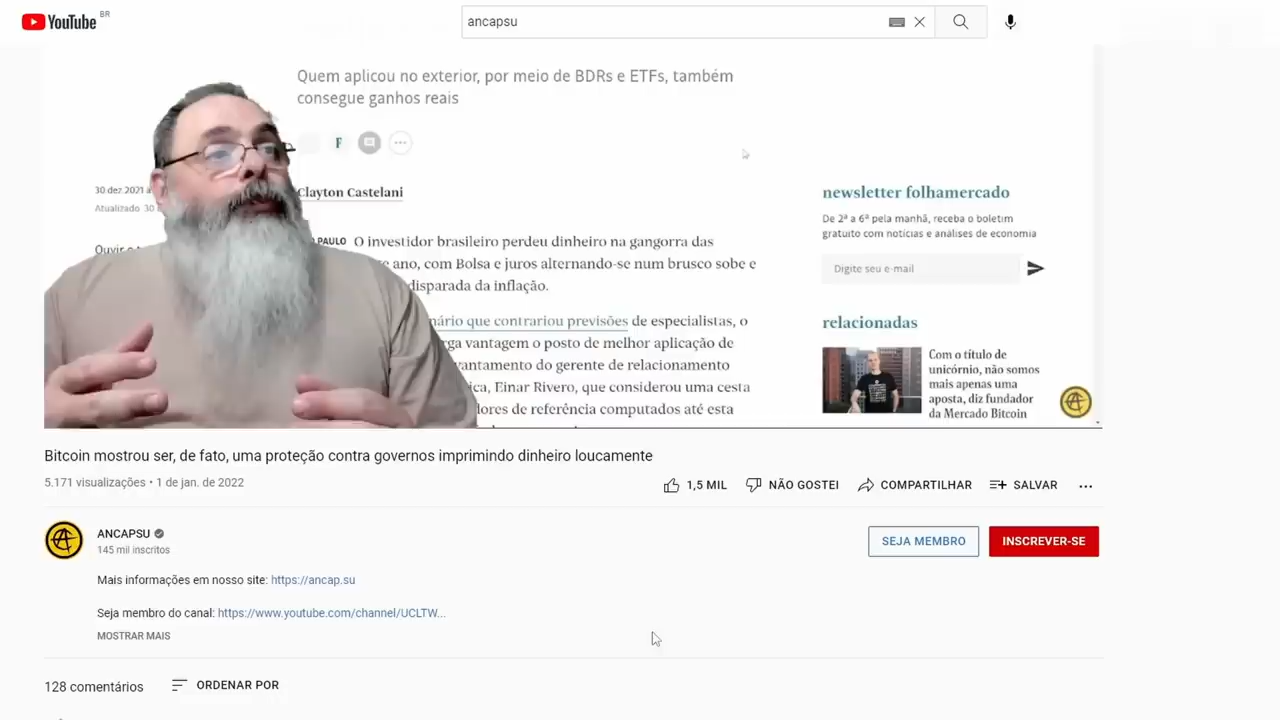 YouTube BR
ancapsu
Quem aplicou no exterior, por meio de BDRs e ETFs, também
consegue ganhos reais
F
30 dez.2021 à
Atualizado 30
Clayton Castelani
newsletter folhamercado
De 2ª a 6ª pela manhã, receba o boletim
gratuito com notícias e análises de economia
Digite seu e-mail
O investidor brasileiro perdeu dinheiro na gangorra das
ano, com Bolsa e juros alternando-se num brusco sobe e
disparada da inflação.
que contrariou previsões de especialistas, o
vantagem o posto de melhor aplicação de
do gerente de relacionamento
Einar Rivero, que considerou uma cesta
de referência computados até esta
relacionadas
Com o título de
unicórnio, não somos
mais apenas uma
aposta, diz fundador
da Mercado Bitcoin
Bitcoin mostrou ser, de fato, uma proteção contra governos imprimindo dinheiro loucamente
5.171 visualizações • 1 de jan. de 2022
1,5 MIL
NÃO GOSTEI
COMPARTILHAR
SALVAR
ANCAPSU
145 mil inscritos
SEJA MEMBRO
INSCREVER-SE
Mais informações em nosso site: https://ancap.su
Seja membro do canal: https://www.youtube.com/channel/UCLTW...
MOSTRAR MAIS
128 comentários
ORDENAR POR